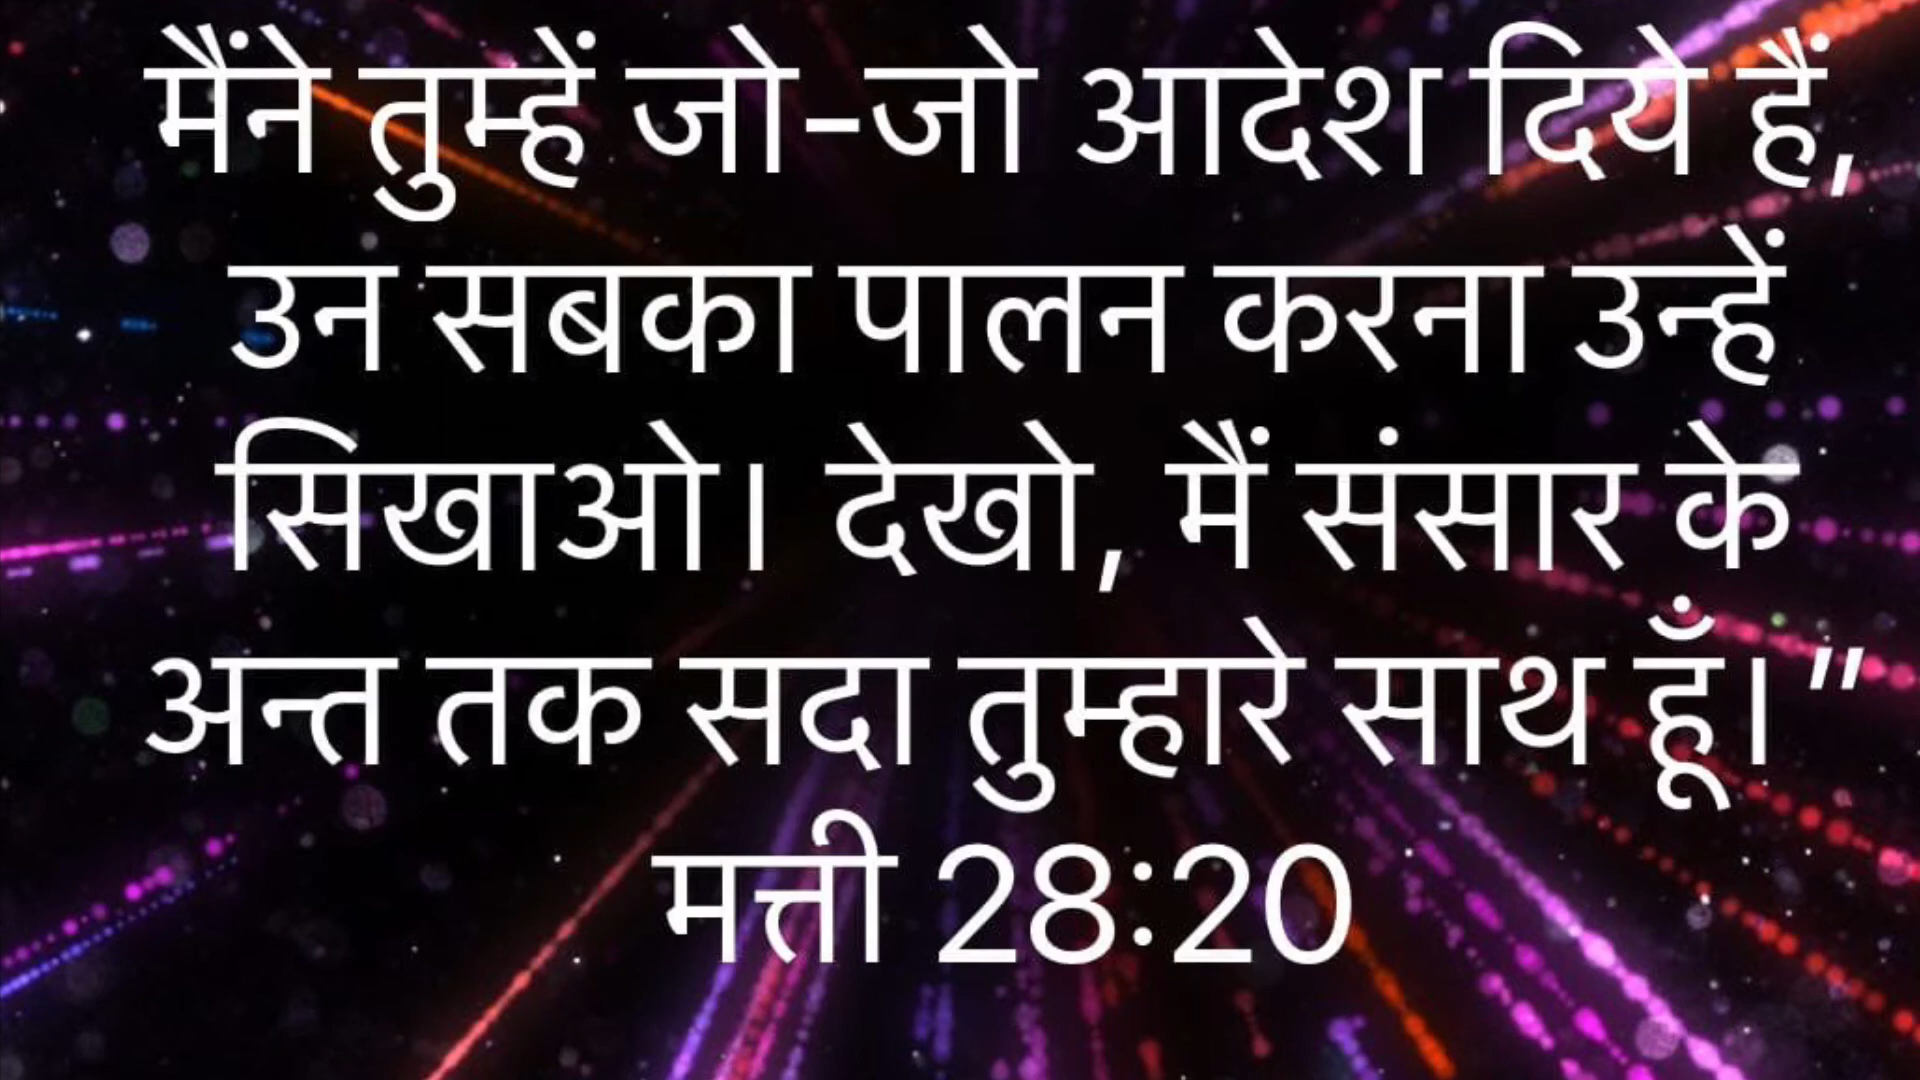 मैंने तुम्हें जो-जो आदेश दिये हैं,
उन सबका पालन करना उन्हें
सिखाओ। देखो, मैं संसार के
अन्त तक सदा तुम्हारे साथ हूँ।”
मत्ती 28:20